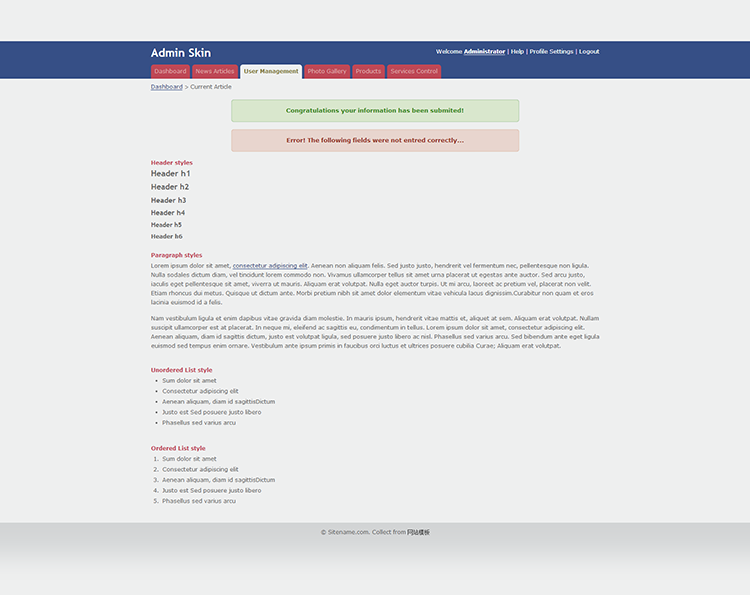 Admin Skin
Welcome Administrator | Help | Profile Settings | Logout
Dashboard News Articles User Management Photo Gallery Products Services Control
Dashboard > Current Article
Congratulations your information has been submited!
Error! The following fields were not entred correctly...
Header styles
Header h1
Header h2
Header h3
Header h4
Header h5
Header h6
Paragraph styles
Lorem ipsum dolor sit amet, consectetur adipiscing elit. Aenean non aliquam felis. Sed justo justo, hendrerit vel fermentum nec, pellentesque non ligula.
Nulla sodales dictum diam, vel tincidunt lorem commodo non. Vivamus ullamcorper tellus sit amet urna placerat ut egestas ante auctor. Sed arcu justo,
iaculis eget pellentesque sit amet, viverra ut mauris. Aliquam erat volutpat. Nulla eget auctor turpis. Ut mi arcu, laoreet ac pretium vel, placerat non velit.
Etiam rhoncus dui metus. Quisque ut dictum ante. Morbi pretium nibh sit amet dolor elementum vitae vehicula lacus dignissim.Curabitur non quam et eros
lacinia euismod id a felis.
Nam vestibulum ligula et enim dapibus vitae gravida diam molestie. In mauris ipsum, hendrerit vitae mattis et, aliquet at sem. Aliquam erat volutpat. Nullam
suscipit ullamcorper est at placerat. In neque mi, eleifend ac sagittis eu, condimentum in tellus. Lorem ipsum dolor sit amet, consectetur adipiscing elit.
Aenean aliquam, diam id sagittis dictum, justo est volutpat ligula, sed posuere justo libero ac nisl. Phasellus sed varius arcu. Sed bibendum ante eget ligula
euismod sed tempus enim ornare. Vestibulum ante ipsum primis in faucibus orci luctus et ultrices posuere cubilia Curae; Aliquam erat volutpat.
Unordered List style
• Sum dolor sit amet
• Consectetur adipiscing elit
• Aenean aliquam, diam id sagittisDictum
• Justo est Sed posuere justo libero
• Phasellus sed varius arcu
Ordered List style
1. Sum dolor sit amet
2. Consectetur adipiscing elit
3. Aenean aliquam, diam id sagittisDictum
4. Justo est Sed posuere justo libero
5. Phasellus sed varius arcu
© Sitename.com. Collect from 网站模板